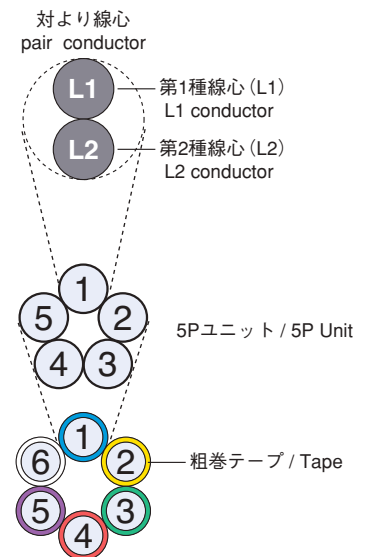 対より線心
pair conductor
L1
第1種線心(L1)
L1 conductor
L2
第2種線心(L2)
L2 conductor
1
5
2
4
3
5Pユニット / 5P Unit
1
6
2
粗巻テープ / Tape
5
3
4